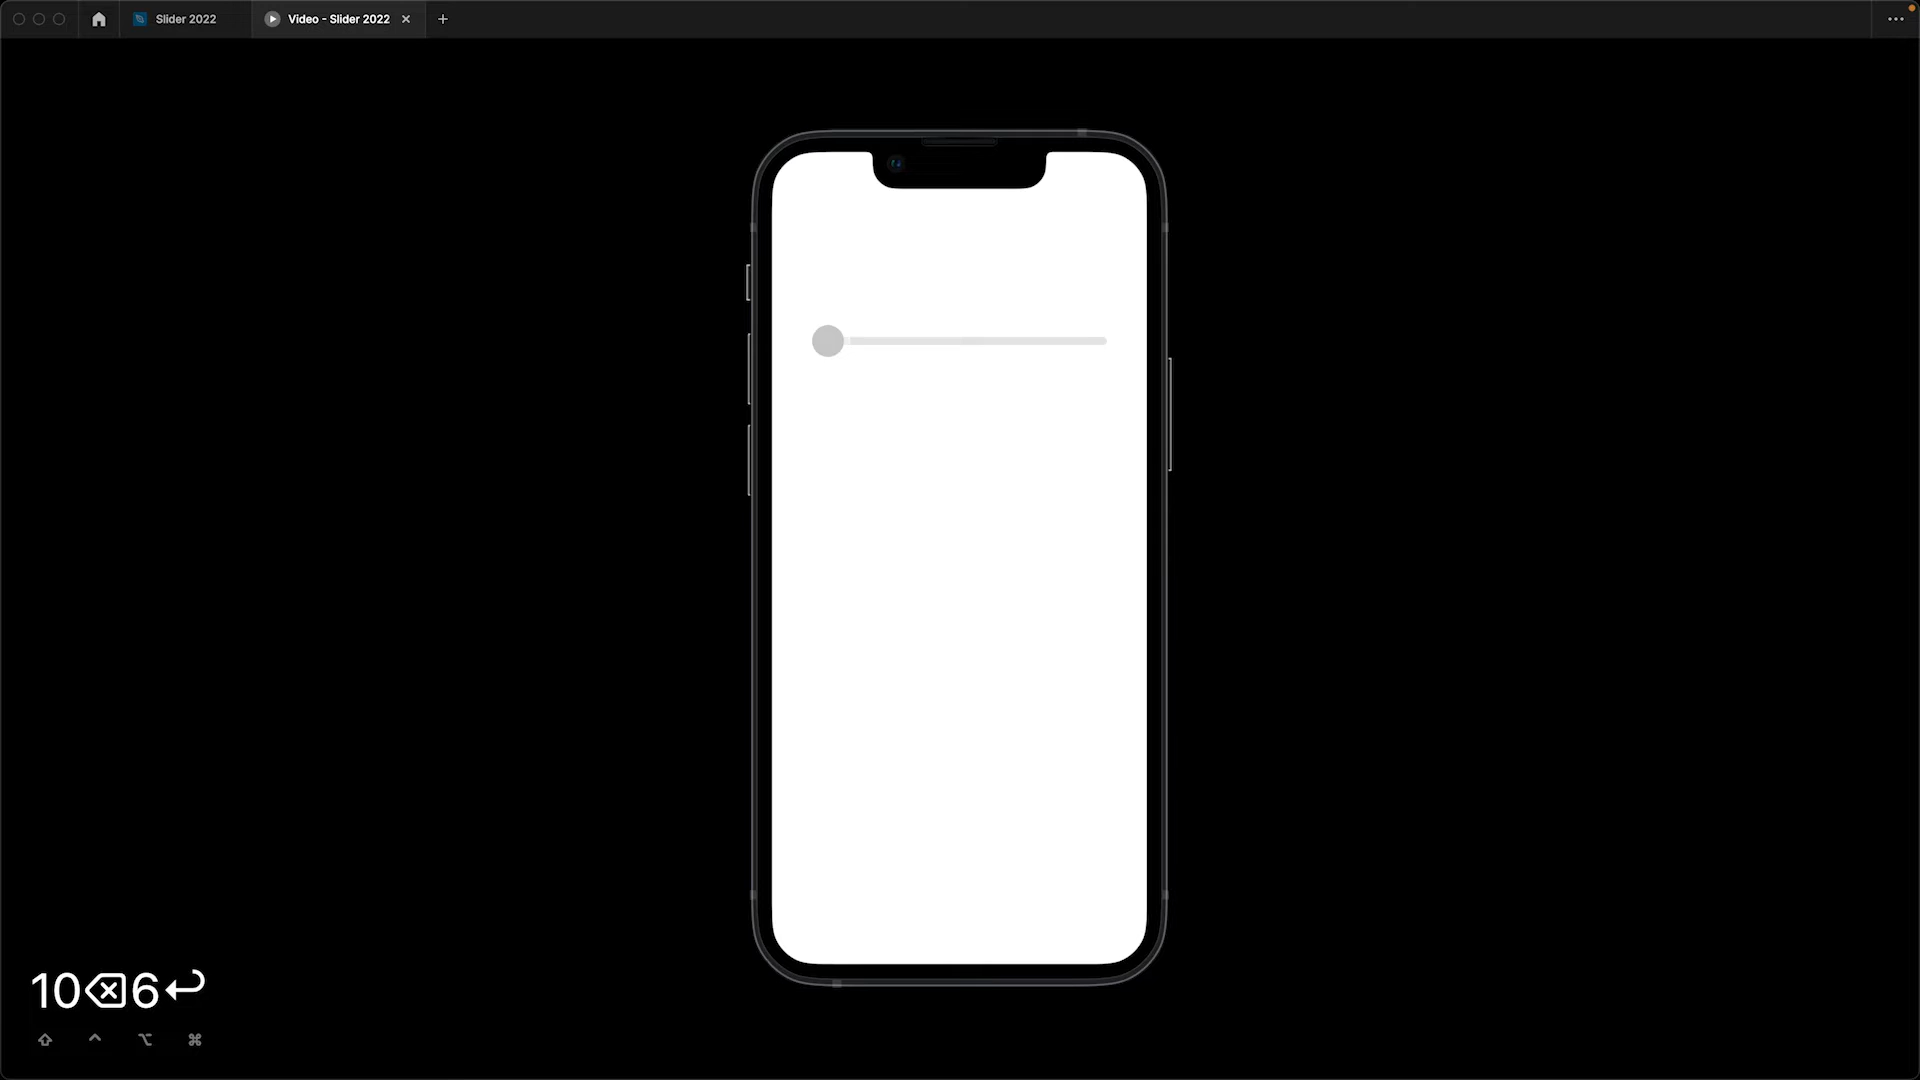 Slider 2022
Video - Slider 2022
10⌫6↩
⇧ ⌃ ⌥ ⌘